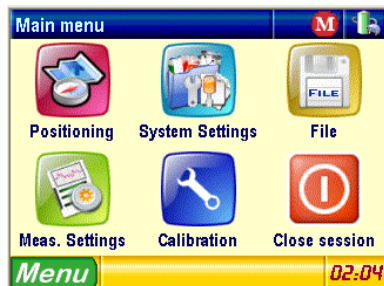 Main menu M
FILE
Positioning System Settings File
Meas. Settings Calibration Close session
Menu 02:04